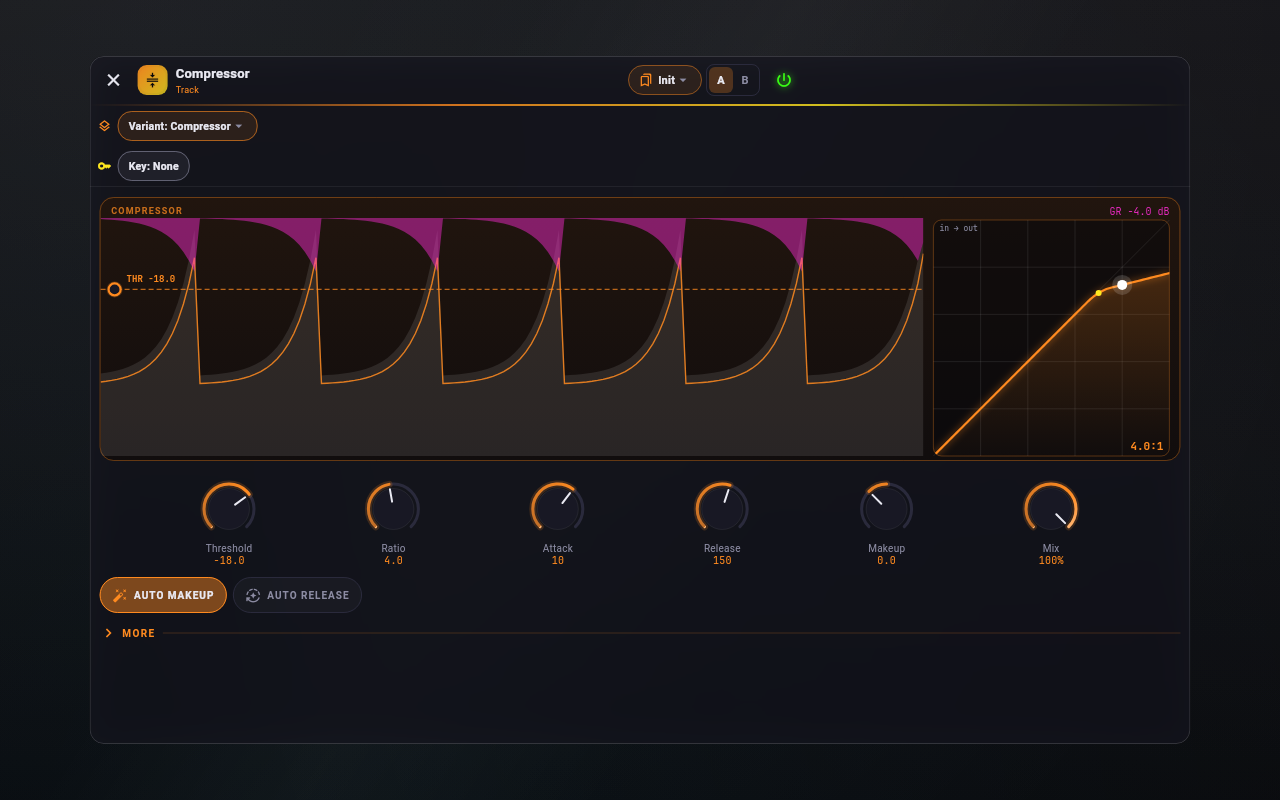 Compressor
Track
Init
A B
Variant: Compressor
Key: None
COMPRESSOR
GR -4.0 dB
in → out
THR -18.0
4.0:1
Threshold
-18.0
Ratio
4.0
Attack
10
Release
150
Makeup
0.0
Mix
100%
AUTO MAKEUP
AUTO RELEASE
MORE